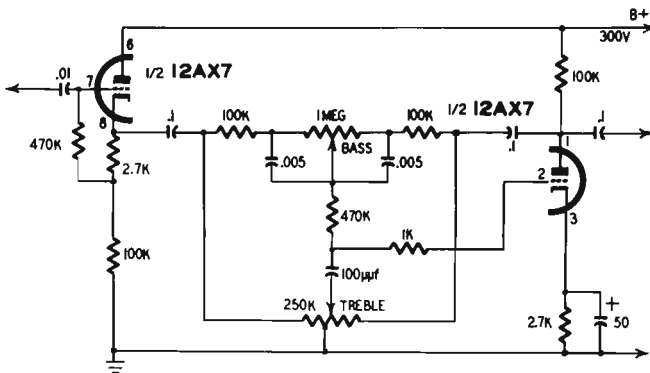 B+
300V
6
.01
7
1/2 12AX7
8
100K
470K
2.7K
.1
100K
1MEG
BASS
100K
1/2 12AX7
.1
1
.1
.005
.005
2
3
470K
1K
100K
100μμf
250K
TREBLE
2.7K
+
50